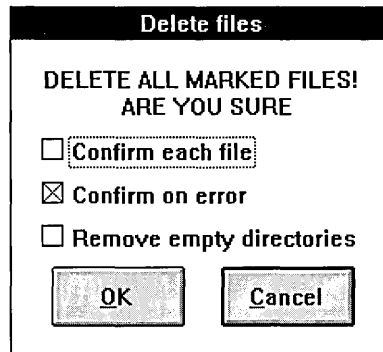 Delete files
DELETE ALL MARKED FILES!
ARE YOU SURE
Confirm each file
Confirm on error
Remove empty directories
OK
Cancel